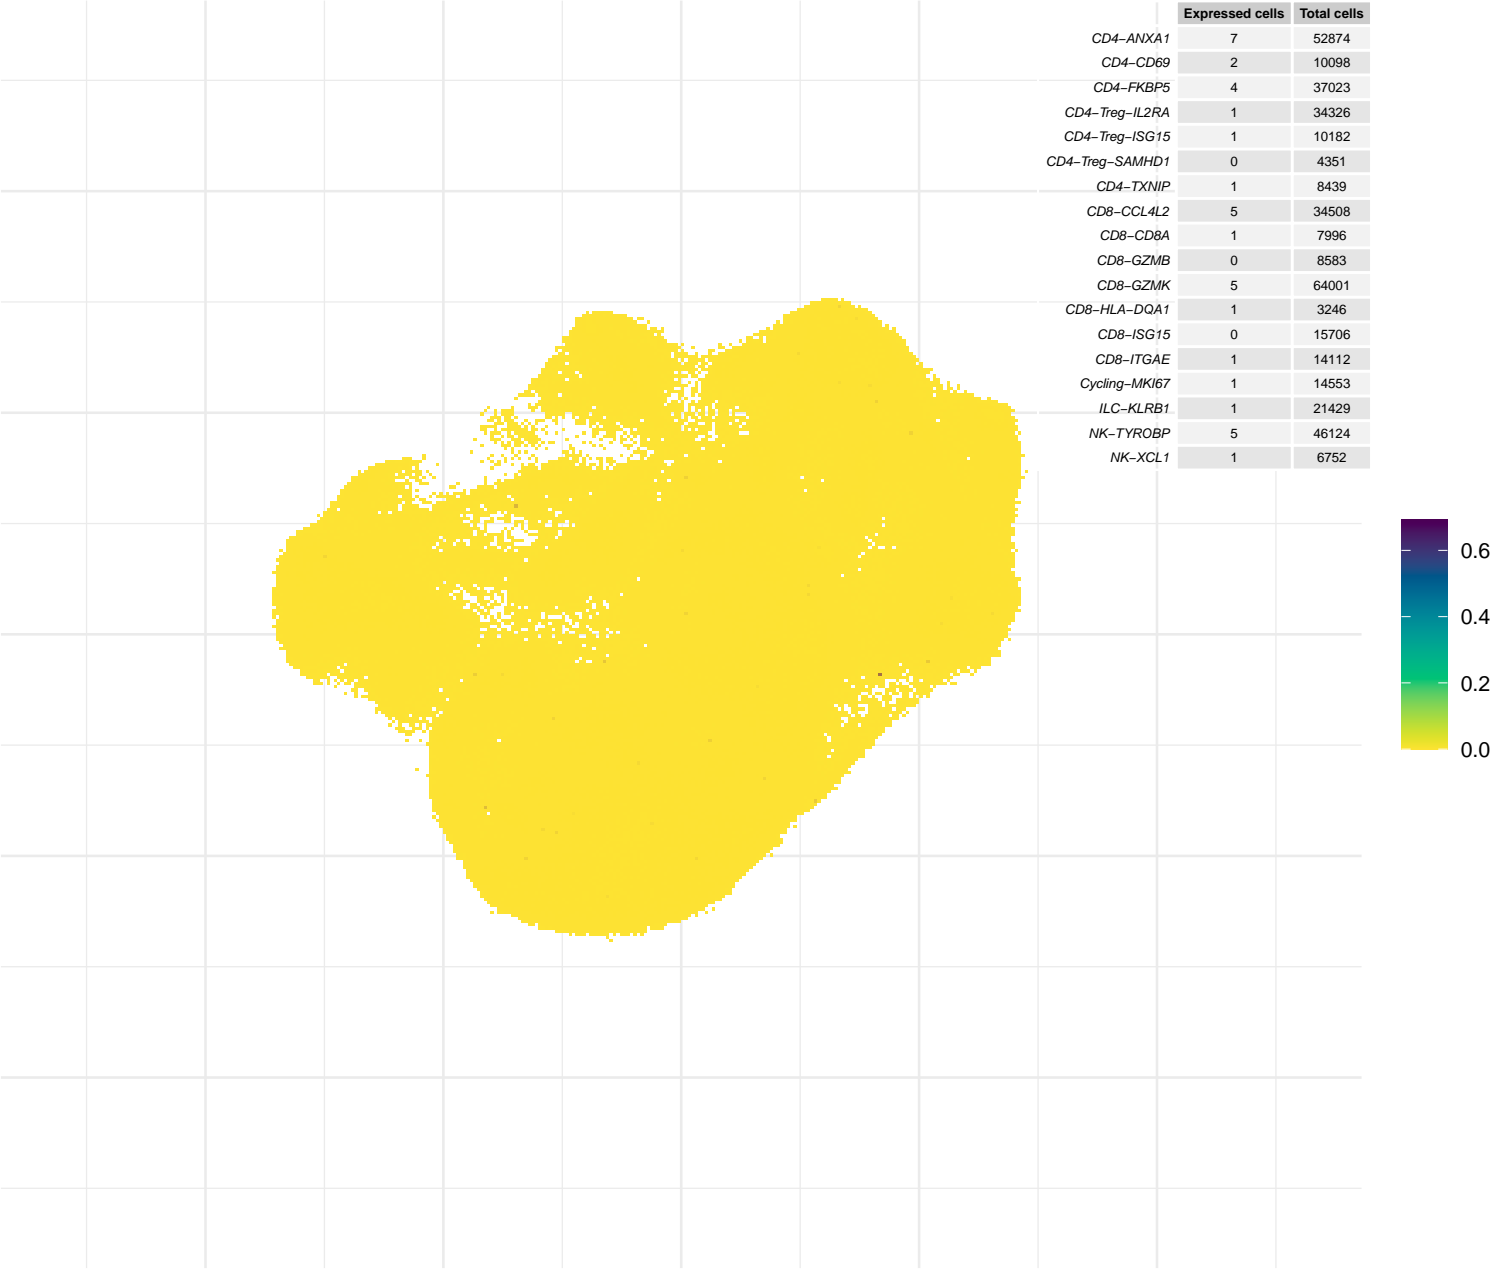 Expressed cells Total cells
CD4−ANXA1 7 52874
CD4−CD69 2 10098
CD4−FKBP5 4 37023
CD4−Treg−IL2RA 1 34326
CD4−Treg−ISG15 1 10182
CD4−Treg−SAMHD1 0 4351
CD4−TXNIP 1 8439
CD8−CCL4L2 5 34508
CD8−CD8A 1 7996
CD8−GZMB 0 8583
CD8−GZMK 5 64001
CD8−HLA−DQA1 1 3246
CD8−ISG15 0 15706
CD8−ITGAE 1 14112
Cycling−MKI67 1 14553
ILC−KLRB1 1 21429
NK−TYROBP 5 46124
NK−XCL1 1 6752
0.6
0.4
0.2
0.0